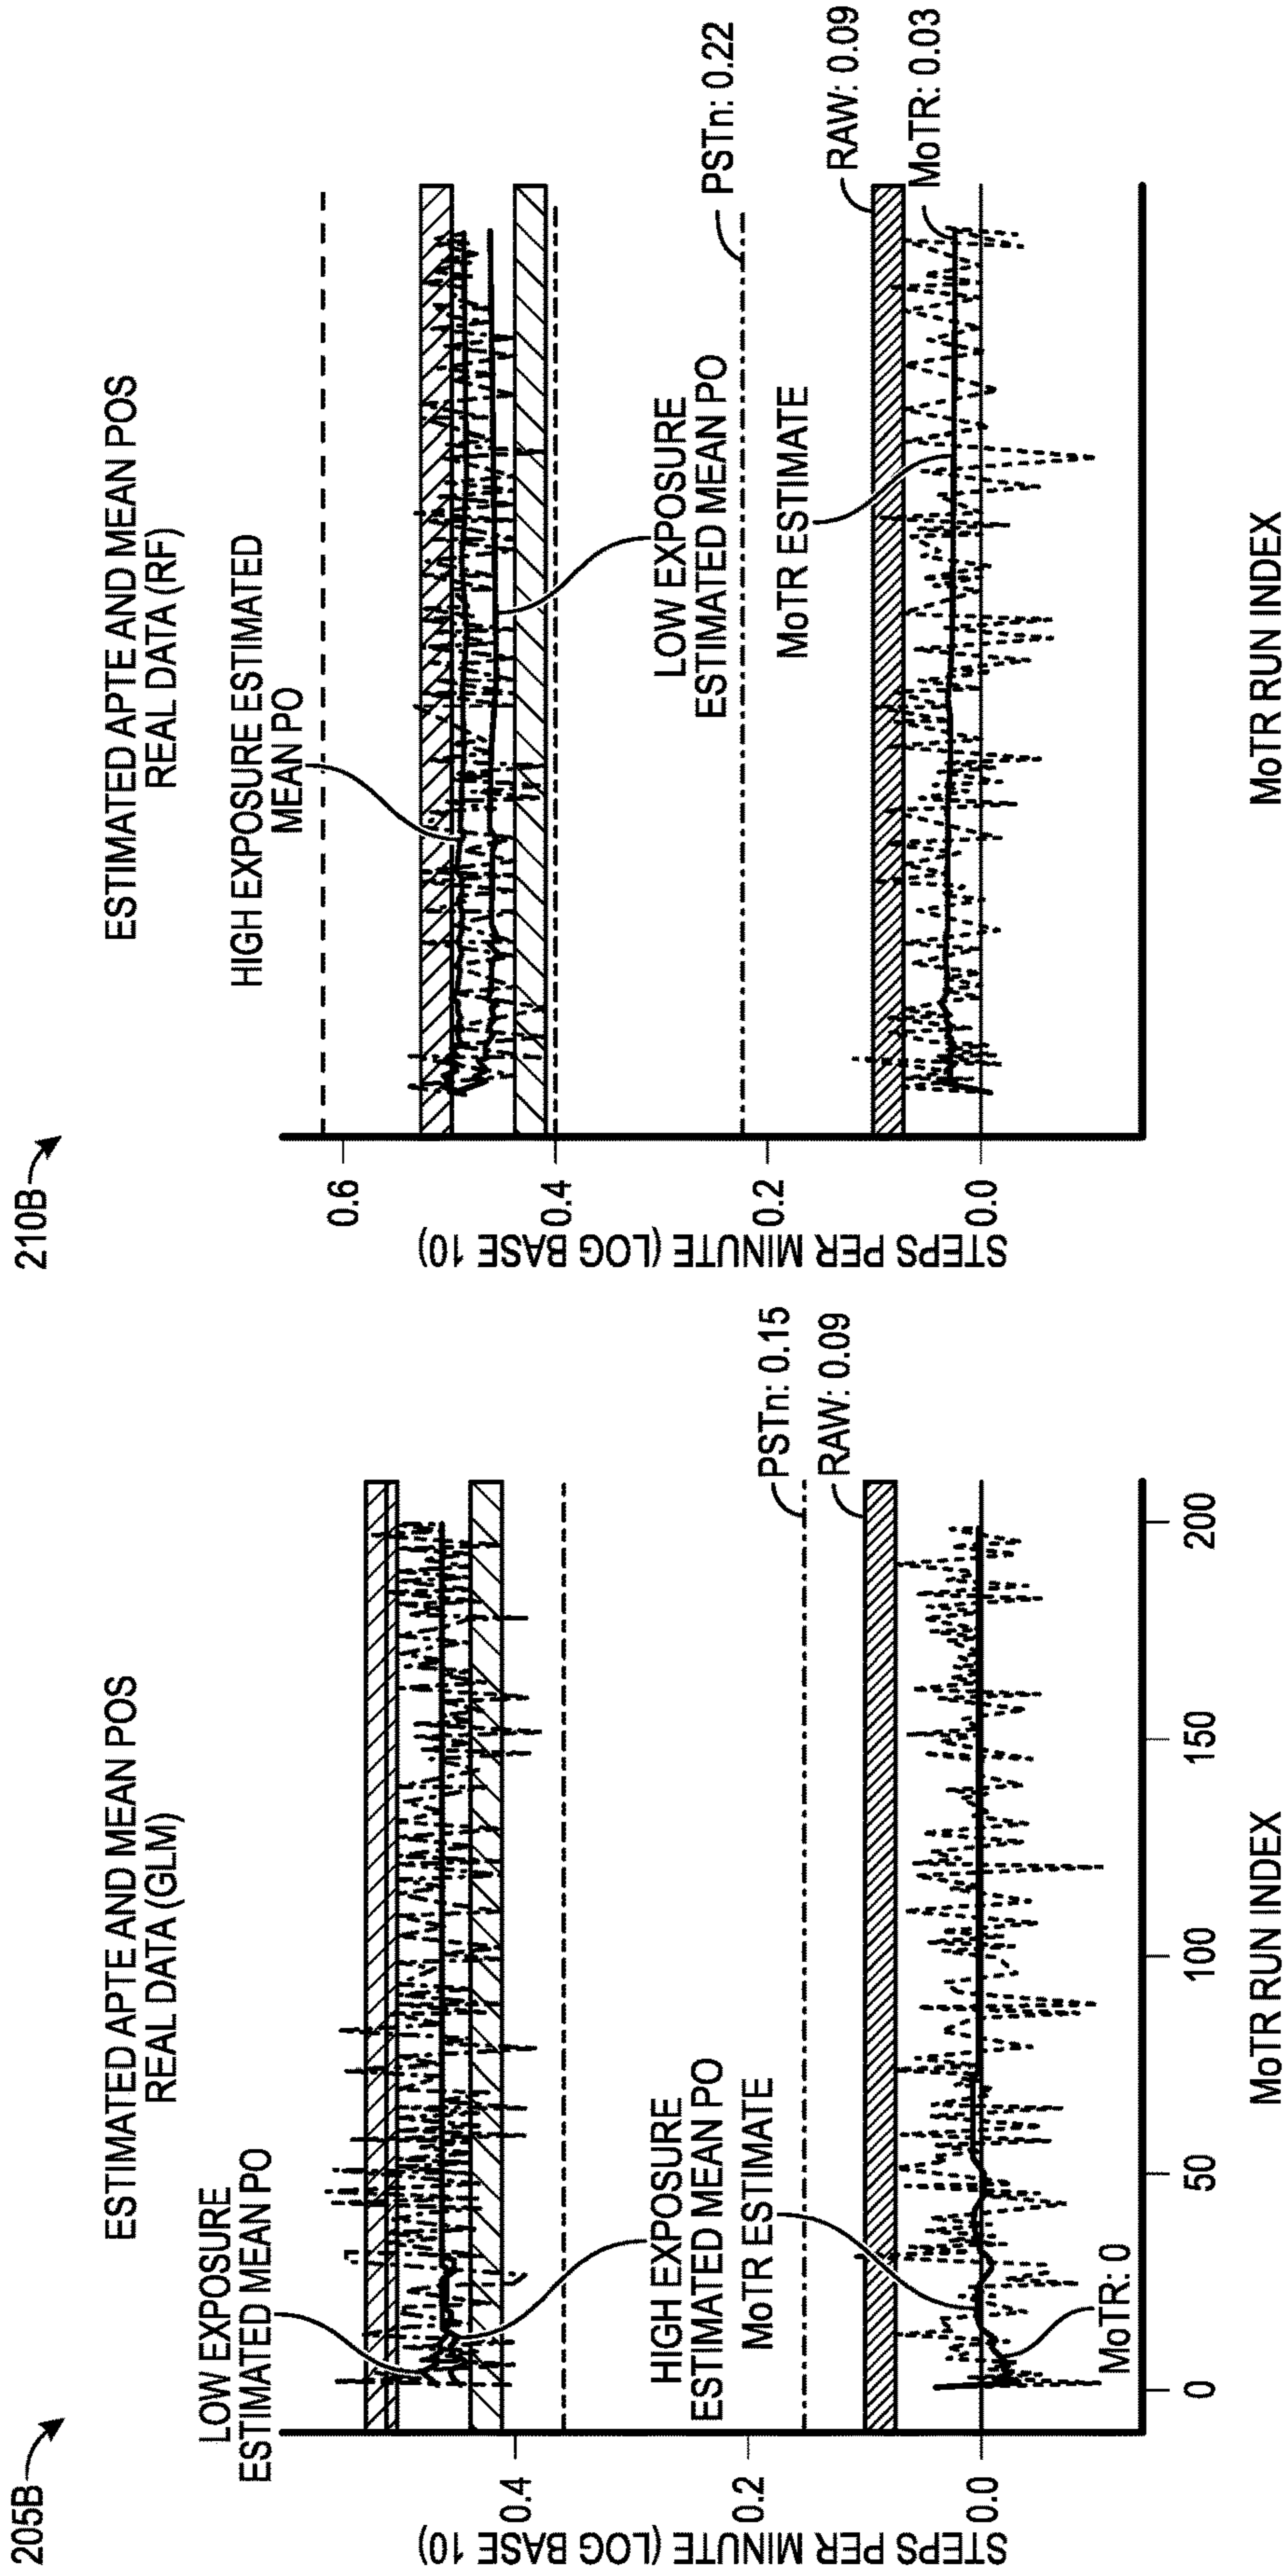 205B
ESTIMATED APTE AND MEAN POS
REAL DATA (GLM)
LOW EXPOSURE
ESTIMATED MEAN PO
HIGH EXPOSURE
ESTIMATED MEAN PO
MoTR ESTIMATE
PSTn: 0.15
RAW: 0.09
MoTR: 0
STEPS PER MINUTE (LOG BASE 10)
0.4
0.2
0.0
0
50
100
150
200
MoTR RUN INDEX
210B
ESTIMATED APTE AND MEAN POS
REAL DATA (RF)
HIGH EXPOSURE ESTIMATED
MEAN PO
LOW EXPOSURE
ESTIMATED MEAN PO
MoTR ESTIMATE
PSTn: 0.22
RAW: 0.09
MoTR: 0.03
STEPS PER MINUTE (LOG BASE 10)
0.6
0.4
0.2
0.0
MoTR RUN INDEX